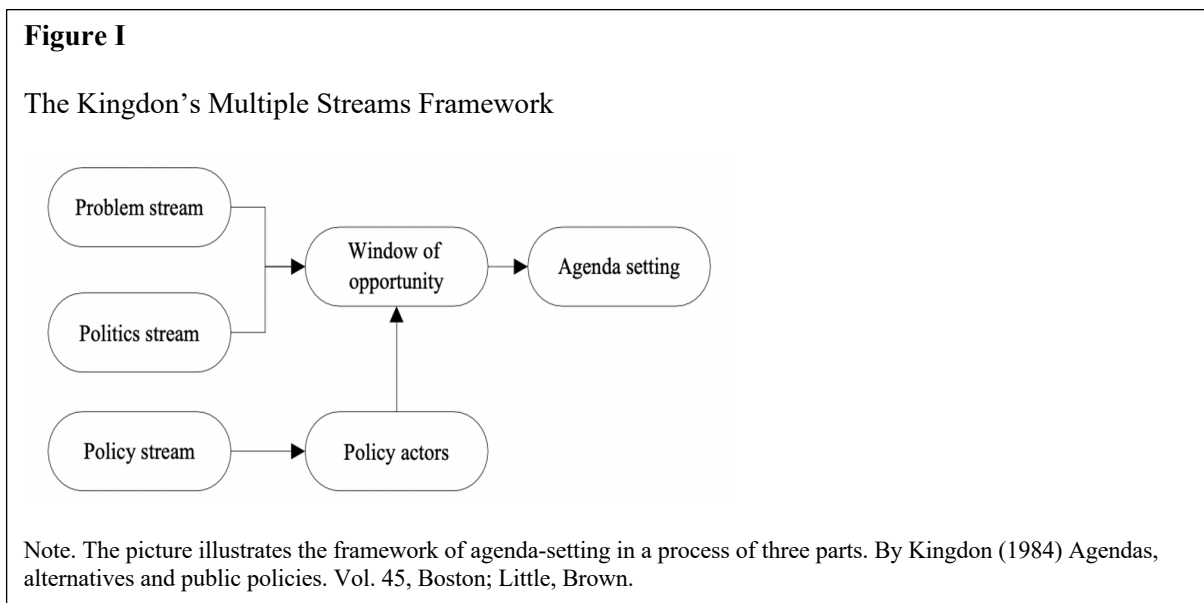 Figure I
The Kingdon’s Multiple Streams Framework
Problem stream
Politics stream
Policy stream
Window of
opportunity
Policy actors
Agenda setting
Note. The picture illustrates the framework of agenda-setting in a process of three parts. By Kingdon (1984) Agendas,
alternatives and public policies. Vol. 45, Boston; Little, Brown.